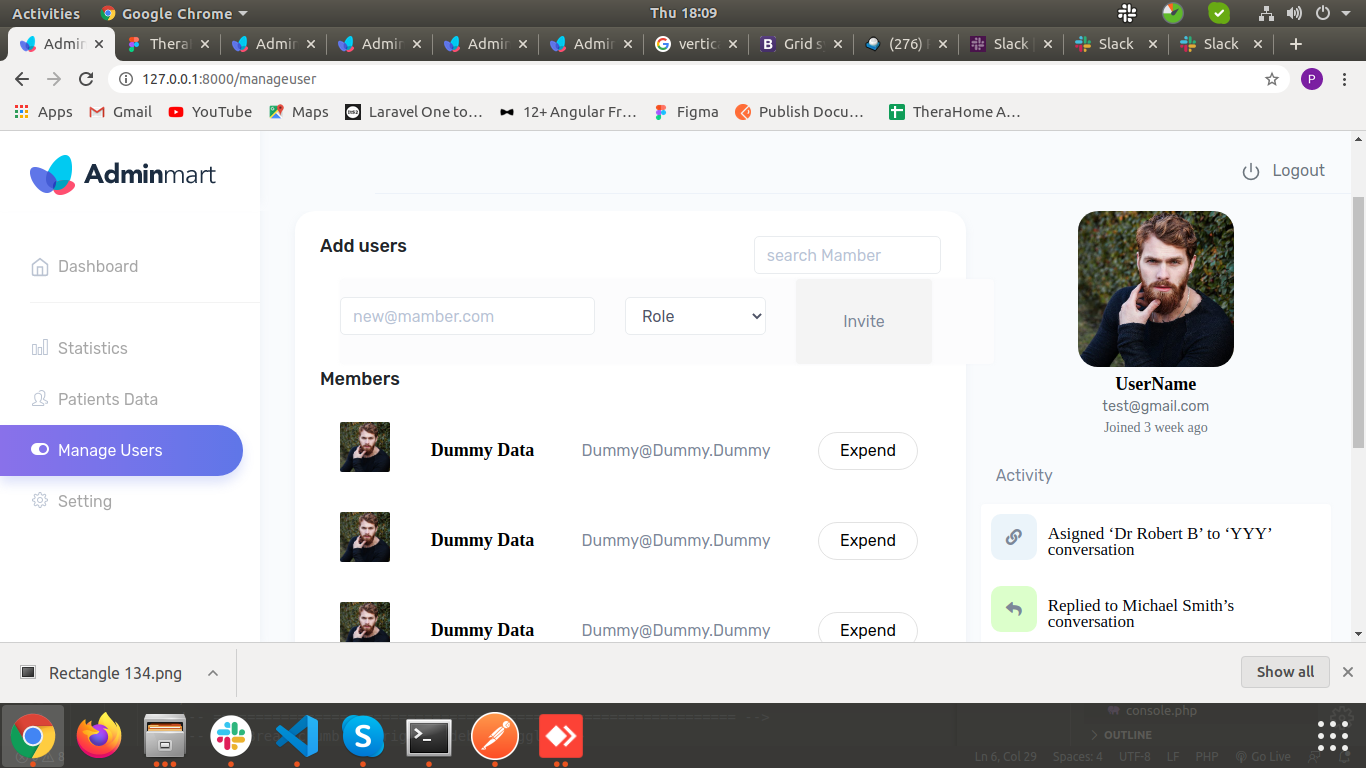 Activities
Google Chrome
Thu 18:09
Admin
Thera
Admin
Admin
Admin
Admin
vertic
Grid s
(276)
Slack
Slack
Slack
127.0.0.1:8000/manageuser
P
Apps
Gmail
YouTube
Maps
Laravel One to…
12+ Angular Fr…
Figma
Publish Docu…
TheraHome A…
Adminmart
Logout
Dashboard
Statistics
Patients Data
Manage Users
Setting
Add users
search Mamber
new@mamber.com
Role
Invite
Members
Dummy Data
Dummy@Dummy.Dummy
Expend
Dummy Data
Dummy@Dummy.Dummy
Expend
Dummy Data
Dummy@Dummy.Dummy
Expend
UserName
test@gmail.com
Joined 3 week ago
Activity
Asigned ‘Dr Robert B’ to ‘YYY’
conversation
Replied to Michael Smith’s
conversation
Rectangle 134.png
Show all
console.php
OUTLINE
Ln 6, Col 29
Spaces: 4
UTF-8
LF
PHP
Go Live